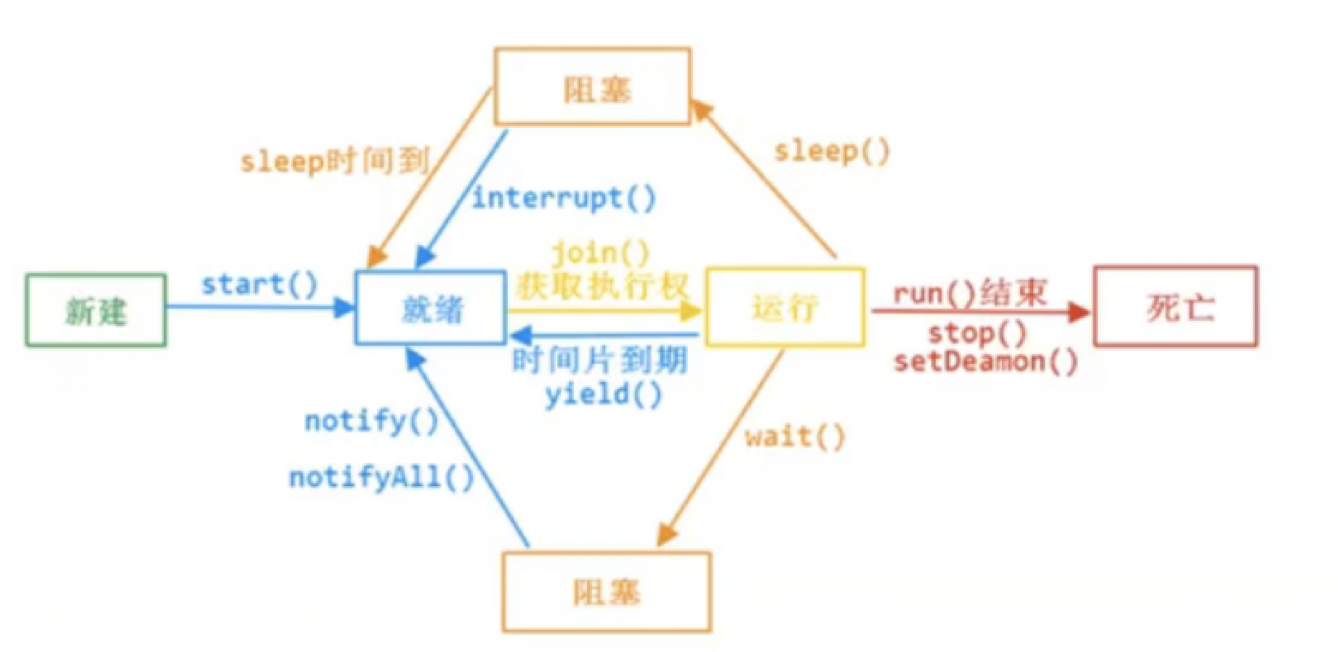 阻塞
sleep时间到
sleep()
interrupt()
join()
获取执行权
start()
新建
就绪
运行
run()结束
死亡
stop()
setDeamon()
时间片到期
yield()
notify()
wait()
notifyAll()
阻塞